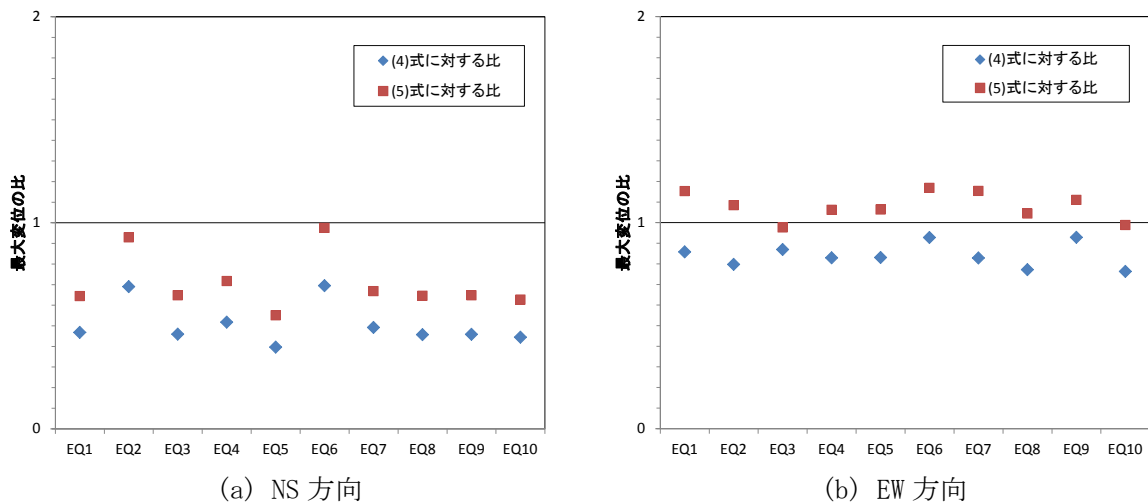 2
1
0
最大変位の比
(4)式に対する比
(5)式に対する比
EQ1 EQ2 EQ3 EQ4 EQ5 EQ6 EQ7 EQ8 EQ9 EQ10
(a) NS 方向
2
1
0
最大変位の比
(4)式に対する比
(5)式に対する比
EQ1 EQ2 EQ3 EQ4 EQ5 EQ6 EQ7 EQ8 EQ9 EQ10
(b) EW 方向